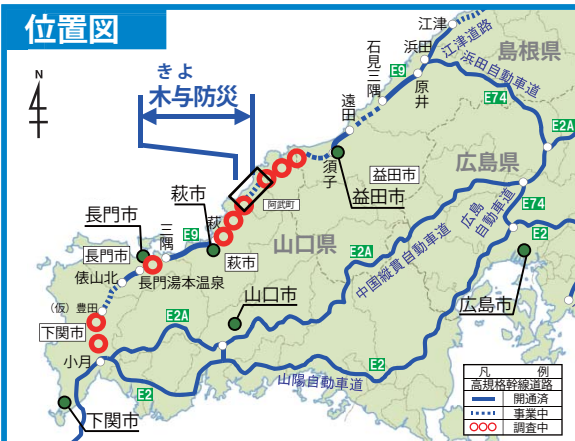 位置図
N
きよ
木与防災
江津
江津道路
浜田
島根県
石見三隅
E9
浜田自動車道
原井
E74
遠田
E2A
須子
益田市
益田市
広島県
萩市
阿武町
長門市
三隅
E9
萩
萩市
山口県
E74
広島自動車道
E2
長門市
俵山北
長門湯本温泉
E2A
中国縦貫自動車道
(仮)豊田
山口市
広島市
下関市
E2A
小月
E2
E2
山陽自動車道
下関市
凡 例
高規格幹線道路
開通済
事業中
調査中